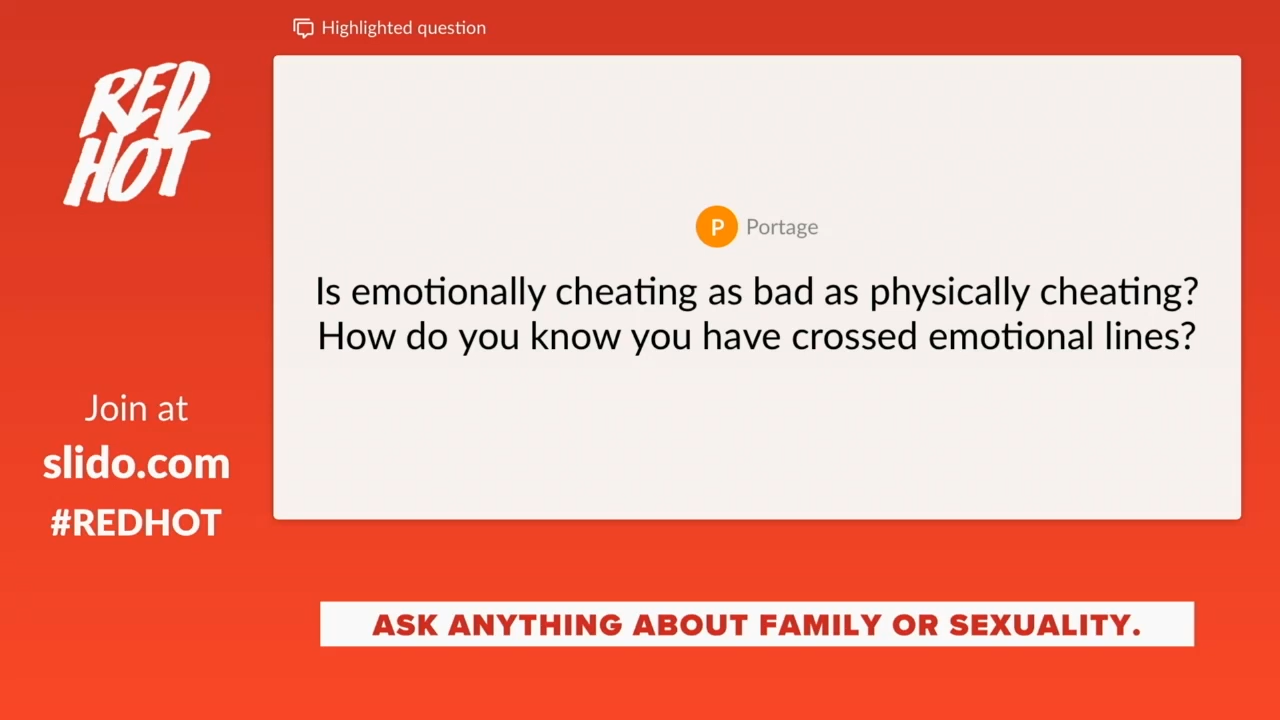 Highlighted question
RED
HOT
P Portage
Is emotionally cheating as bad as physically cheating?
How do you know you have crossed emotional lines?
Join at
slido.com
#REDHOT
ASK ANYTHING ABOUT FAMILY OR SEXUALITY.